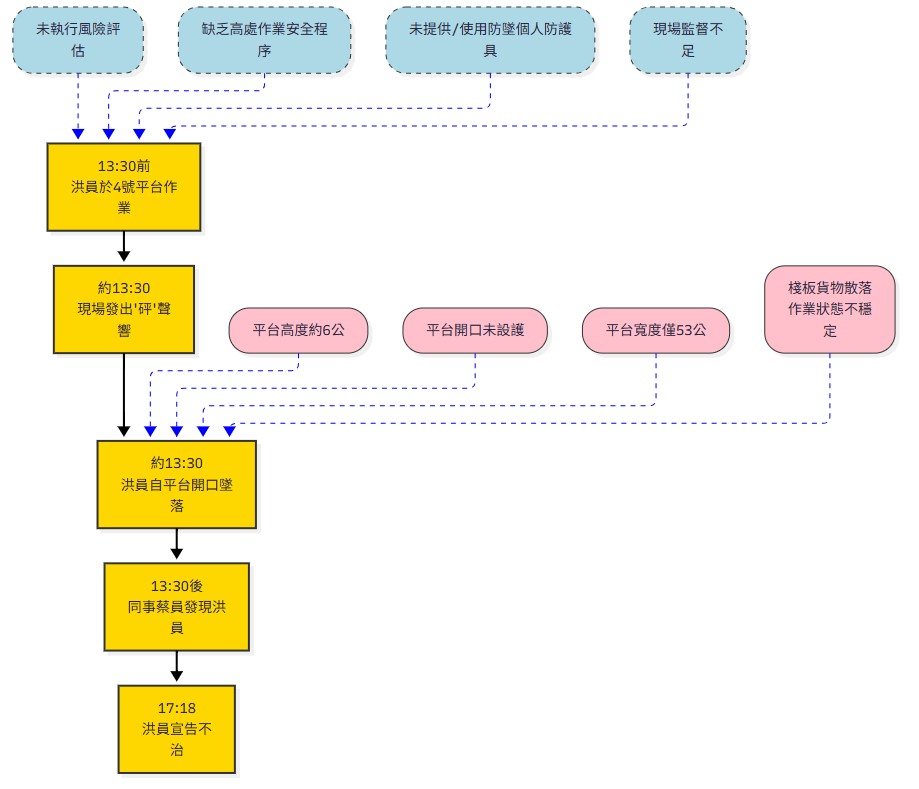 未執行風險評
估
缺乏高處作業安全程
序
未提供/使用防墜個人防護
具
現場監督不
足
13:30前
洪員於4號平台作
業
約13:30
現場發出'砰'聲
響
平台高度約6公
平台開口未設護
平台寬度僅53公
棧板貨物散落
作業狀態不穩
定
約13:30
洪員自平台開口墜
落
13:30後
同事蔡員發現洪
員
17:18
洪員宣告不
治